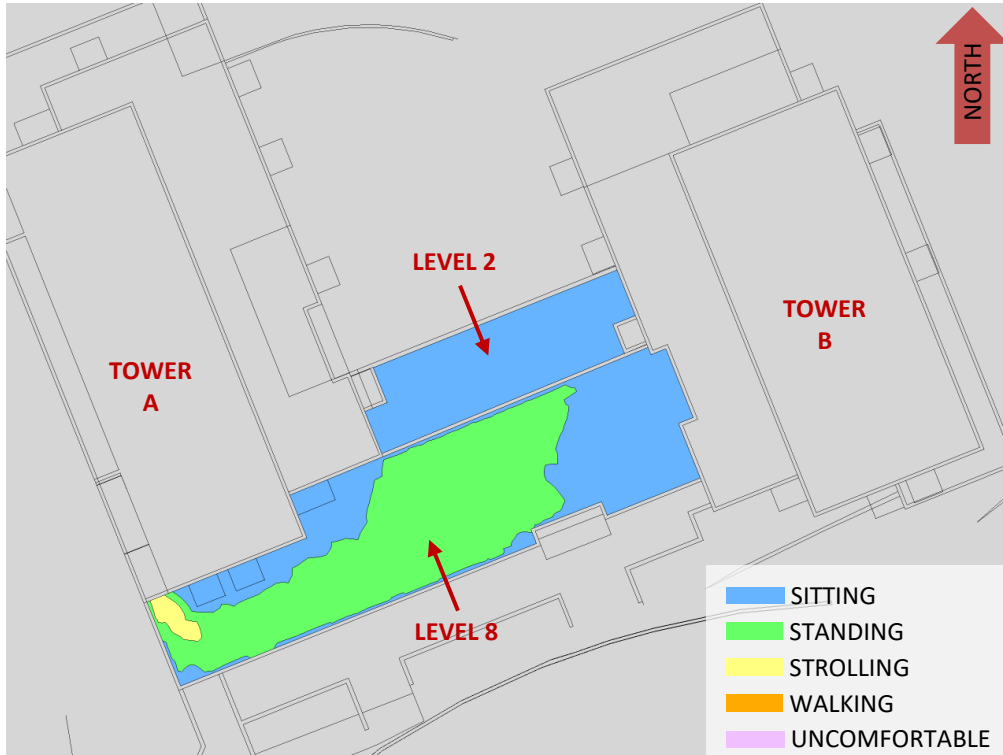 NORTH
LEVEL 2
TOWER
A
TOWER
B
LEVEL 8
SITTING
STANDING
STROLLING
WALKING
UNCOMFORTABLE